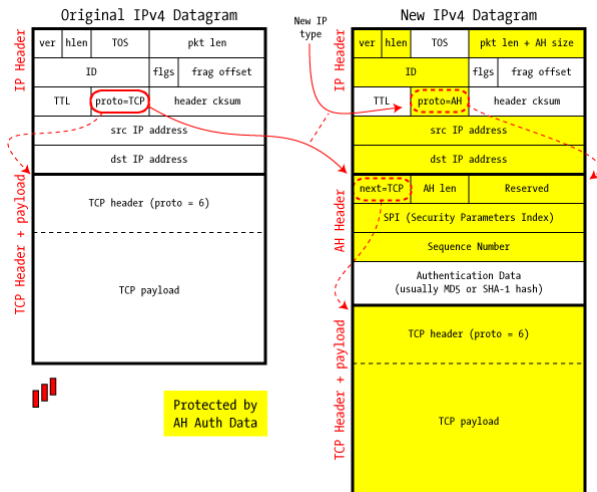 Original IPv4 Datagram
IP Header
ver hlen TOS pkt len
ID flgs frag offset
TTL proto=TCP header cksum
src IP address
dst IP address
TCP Header + payload
TCP header (proto = 6)
TCP payload
Protected by
AH Auth Data
New IP
type
New IPv4 Datagram
IP Header
ver hlen TOS pkt len + AH size
ID flgs frag offset
TTL proto=AH header cksum
src IP address
dst IP address
AH Header
next=TCP AH len Reserved
SPI (Security Parameters Index)
Sequence Number
Authentication Data
(usually MD5 or SHA-1 hash)
TCP Header + payload
TCP header (proto = 6)
TCP payload